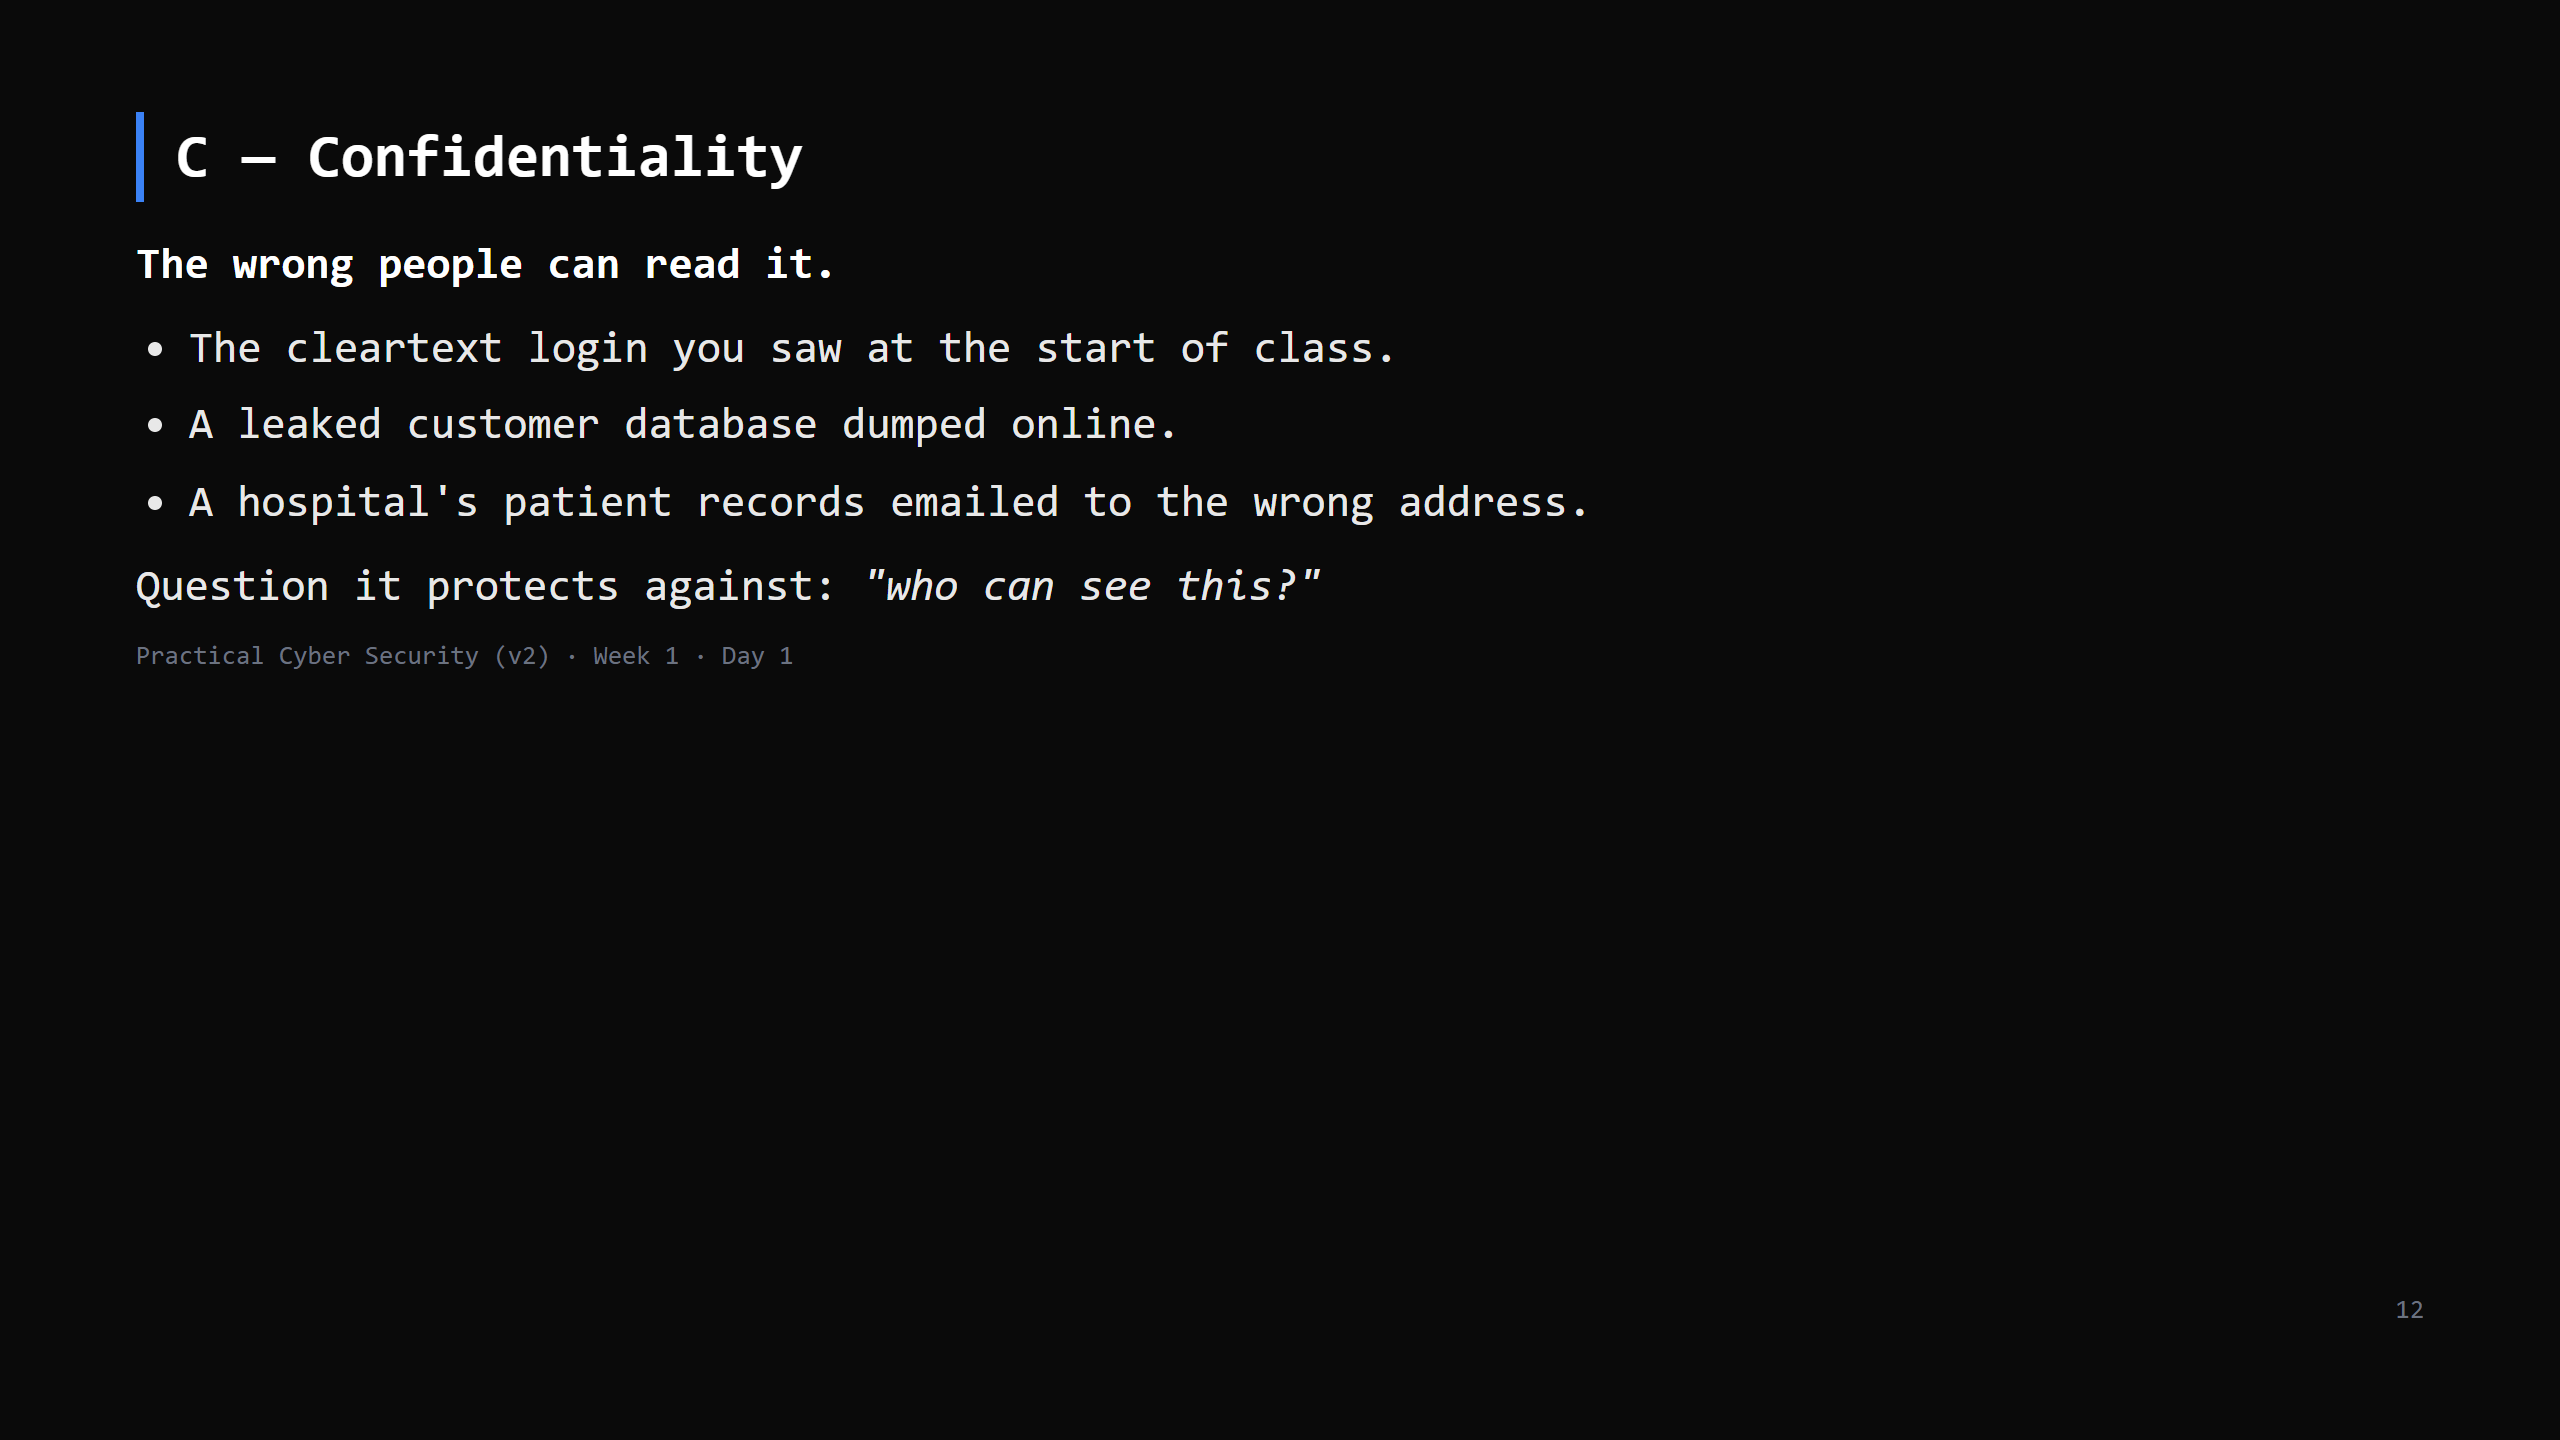 C — Confidentiality
The wrong people can read it.
• The cleartext login you saw at the start of class.
• A leaked customer database dumped online.
• A hospital's patient records emailed to the wrong address.
Question it protects against: "who can see this?"
Practical Cyber Security (v2) · Week 1 · Day 1
12